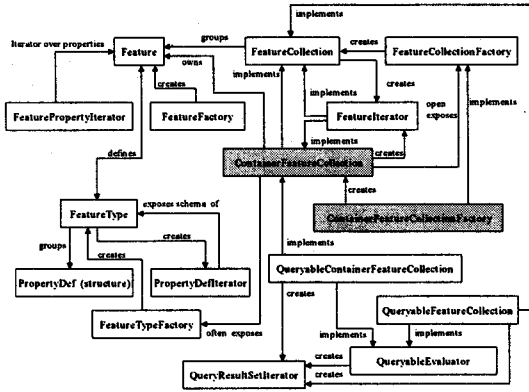 implements
Iterator over properties
Feature
groups
FeatureCollection
creates
FeatureCollectionFactory
owns
implements
creates
creates
implements
open
exposes
implements
FeaturePropertyIterator
FeatureFactory
FeatureIterator
implements
ContainerFeatureCollection
creates
defines
creates
exposes schema of
FeatureType
ContainerFeatureCollectionFactory
groups
creates
creates
implements
PropertyDef (structure)
PropertyDefIterator
QueryableContainerFeatureCollection
creates
QueryableFeatureCollection
FeatureTypeFactory
often exposes
implements
implements
creates
QueryableEvaluator
QueryResultSetIterator
creates